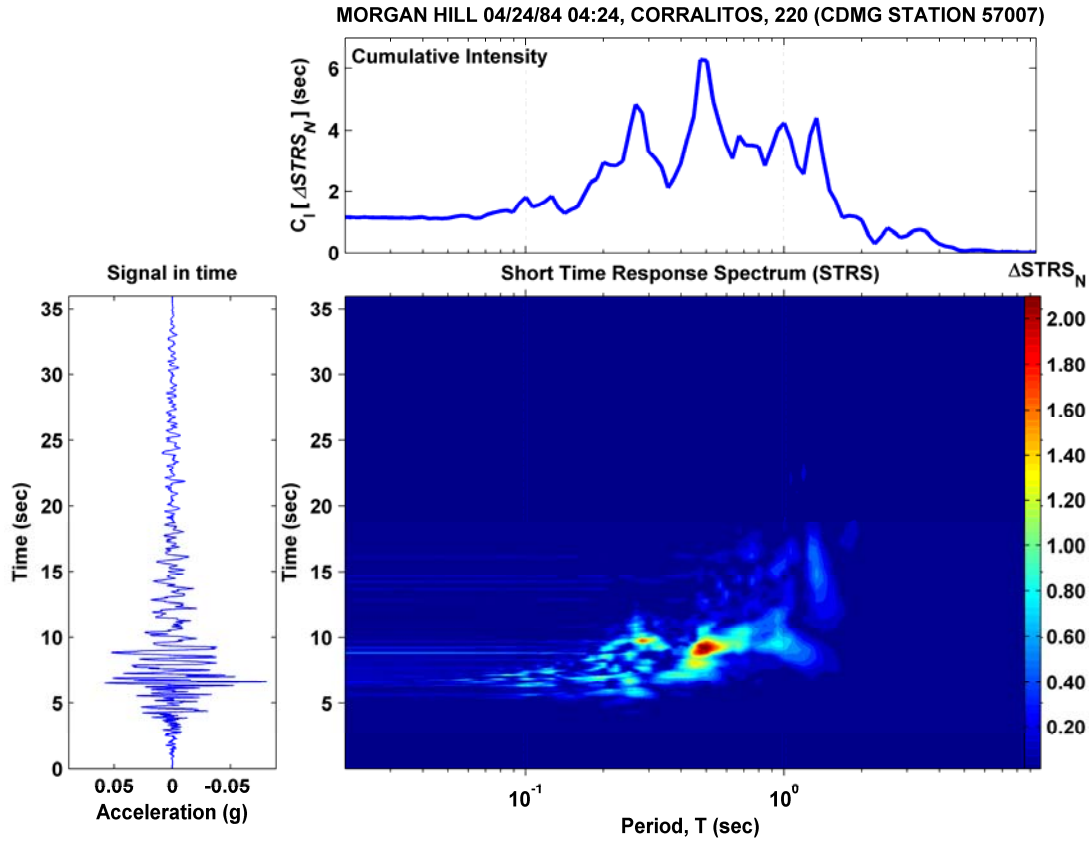 MORGAN HILL 04/24/84 04:24, CORRALITOS, 220 (CDMG STATION 57007)
Cumulative Intensity
C_I [ ΔSTRS_N ] (sec)
6
4
2
0
Signal in time
Short Time Response Spectrum (STRS)
ΔSTRS_N
35
30
25
20
15
10
5
0
Time (sec)
0.05 0 -0.05
Acceleration (g)
35
30
25
20
15
10
5
Time (sec)
10^-1 10^0
Period, T (sec)
2.00
1.80
1.60
1.40
1.20
1.00
0.80
0.60
0.40
0.20